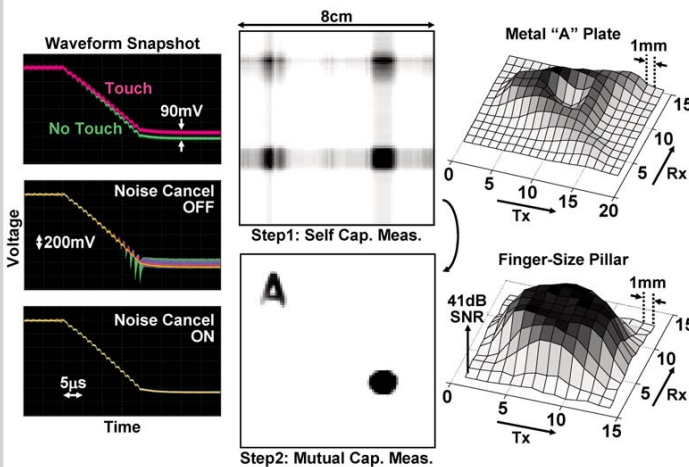 Waveform Snapshot
Touch
90mV
No Touch
Noise Cancel
OFF
200mV
Noise Cancel
ON
5µs
Voltage
Time
8cm
Step1: Self Cap. Meas.
A
Step2: Mutual Cap. Meas.
Metal “A” Plate
1mm
15
10
5
Rx
0
5
10
15
20
Tx
Finger-Size Pillar
41dB
SNR
1mm
15
10
5
Rx
0
5
10
15
Tx